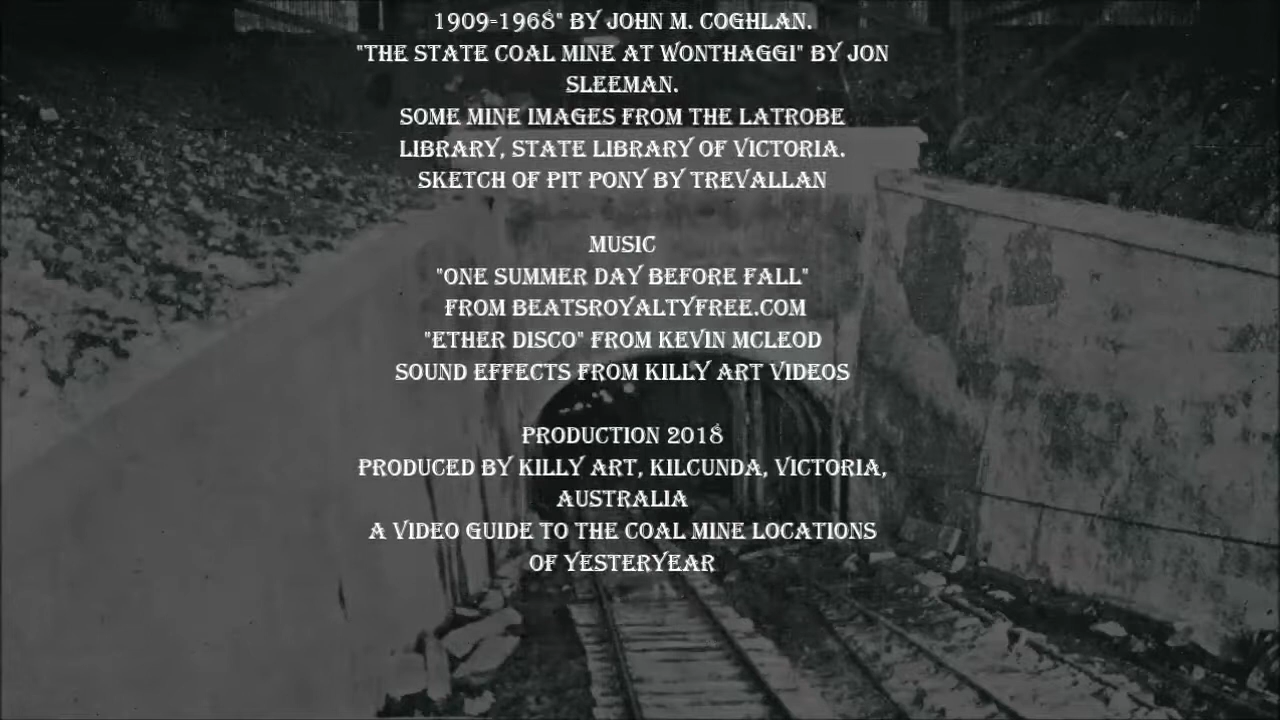 1909-1968" BY JOHN M. COGHLAN.
"THE STATE COAL MINE AT WONTHAGGI" BY JON
SLEEMAN.
SOME MINE IMAGES FROM THE LATROBE
LIBRARY, STATE LIBRARY OF VICTORIA.
SKETCH OF PIT PONY BY TREVALLAN
MUSIC
"ONE SUMMER DAY BEFORE FALL"
FROM BEATSROYALTYFREE.COM
"ETHER DISCO" FROM KEVIN MCLEOD
SOUND EFFECTS FROM KILLY ART VIDEOS
PRODUCTION 2018
PRODUCED BY KILLY ART, KILCUNDA, VICTORIA,
AUSTRALIA
A VIDEO GUIDE TO THE COAL MINE LOCATIONS
OF YESTERYEAR